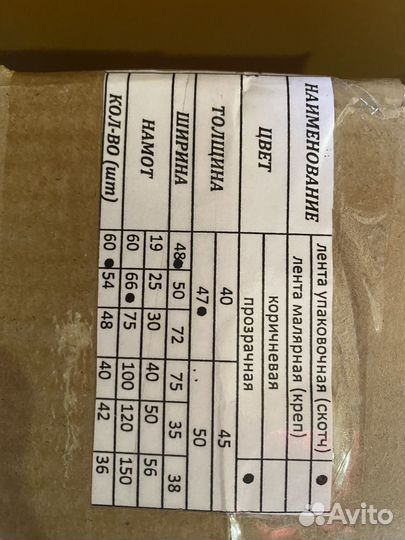 НАИМЕНОВАНИЕ лента упаковочная (скотч) ●
лента малярная (креп)
ЦВЕТ коричневая
прозрачная ●
ТОЛЩИНА 40 45
47 ● 50
ШИРИНА 48 ● 50 72 75 35 38
НАМОТ 19 25 30 40 50 56
60 66 ● 75 100 120 150
КОЛ-ВО (шт) 60 ● 54 48 40 42 36
Avito